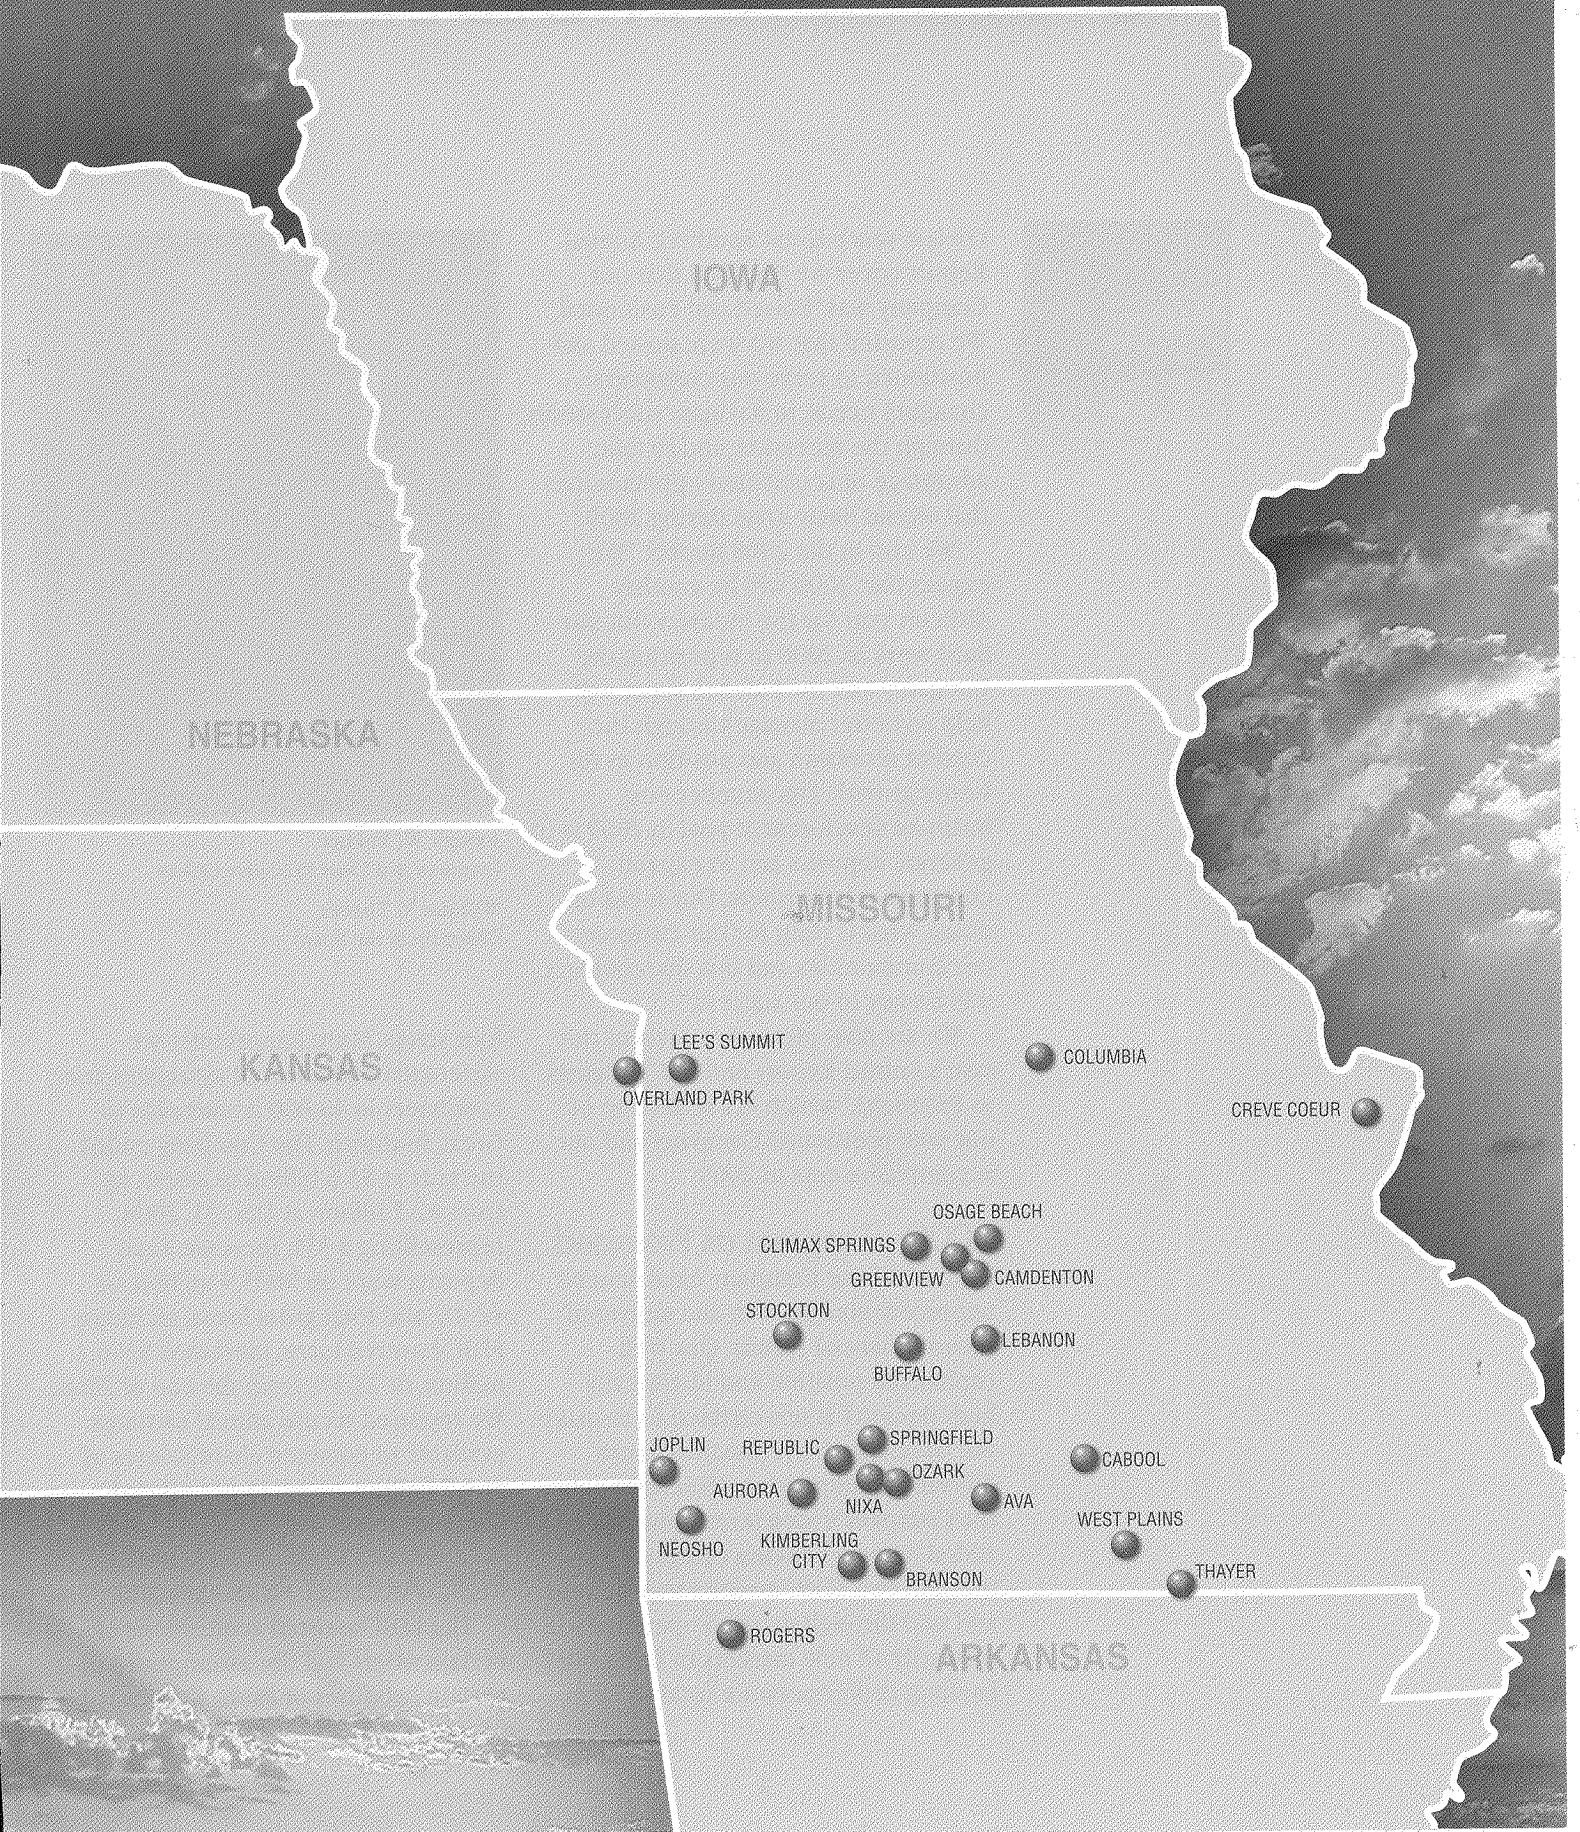 IOWA
NEBRASKA
MISSOURI
KANSAS
LEE'S SUMMIT
OVERLAND PARK
COLUMBIA
CREVE COEUR
OSAGE BEACH
CLIMAX SPRINGS
GREENVIEW
CAMDENTON
STOCKTON
LEBANON
BUFFALO
JOPLIN
REPUBLIC
SPRINGFIELD
CABOOL
AURORA
OZARK
NIXA
AVA
NEOSHO
WEST PLAINS
KIMBERLING
CITY
BRANSON
THAYER
ROGERS
ARKANSAS